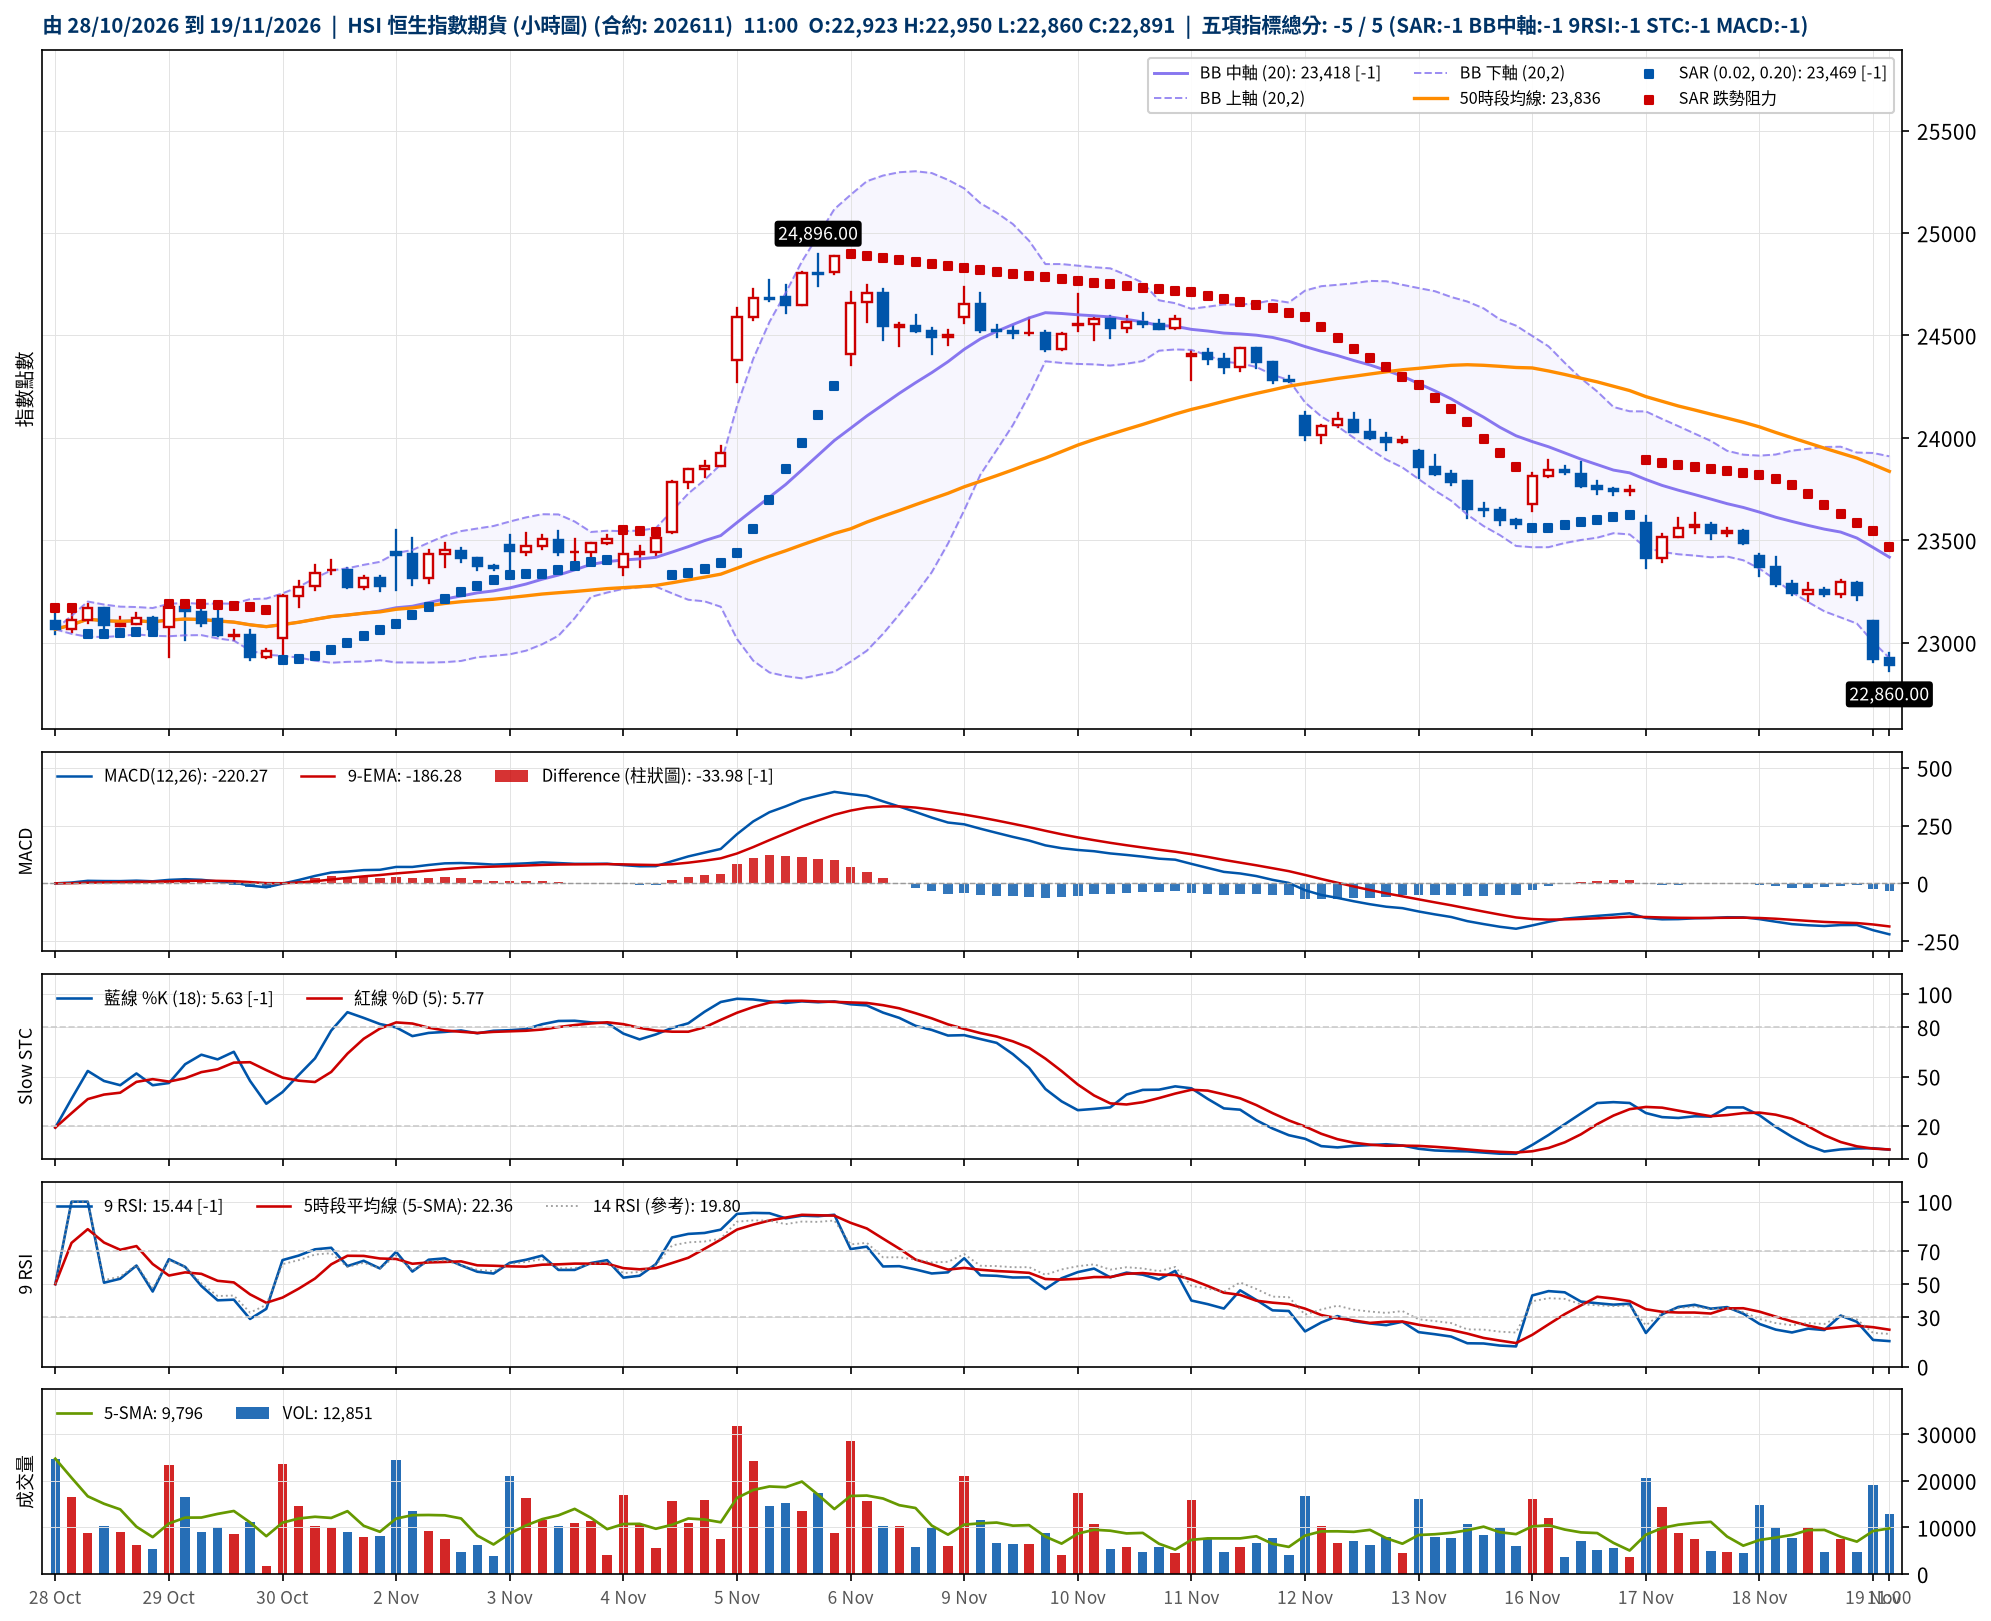 由 28/10/2026 到 19/11/2026 | HSI 恒生指數期貨 (小時圖) (合約: 202611) 11:00 O:22,923 H:22,950 L:22,860 C:22,891 | 五項指標總分: -5 / 5 (SAR:-1 BB中軸:-1 9RSI:-1 STC:-1 MACD:-1)
BB 中軸 (20): 23,418 [-1]
BB 上軸 (20,2)
BB 下軸 (20,2)
50時段均線: 23,836
SAR (0.02, 0.20): 23,469 [-1]
SAR 跌勢阻力
指數點數
24,896.00
22,860.00
25500
25000
24500
24000
23500
23000
MACD
MACD(12,26): -220.27
9-EMA: -186.28
Difference (柱狀圖): -33.98 [-1]
500
250
0
-250
Slow STC
藍線 %K (18): 5.63 [-1]
紅線 %D (5): 5.77
100
80
50
20
0
9 RSI
9 RSI: 15.44 [-1]
5時段平均線 (5-SMA): 22.36
14 RSI (參考): 19.80
100
70
50
30
0
成交量
5-SMA: 9,796
VOL: 12,851
30000
20000
10000
0
28 Oct
29 Oct
30 Oct
2 Nov
3 Nov
4 Nov
5 Nov
6 Nov
9 Nov
10 Nov
11 Nov
12 Nov
13 Nov
16 Nov
17 Nov
18 Nov
19 Nov
11:00